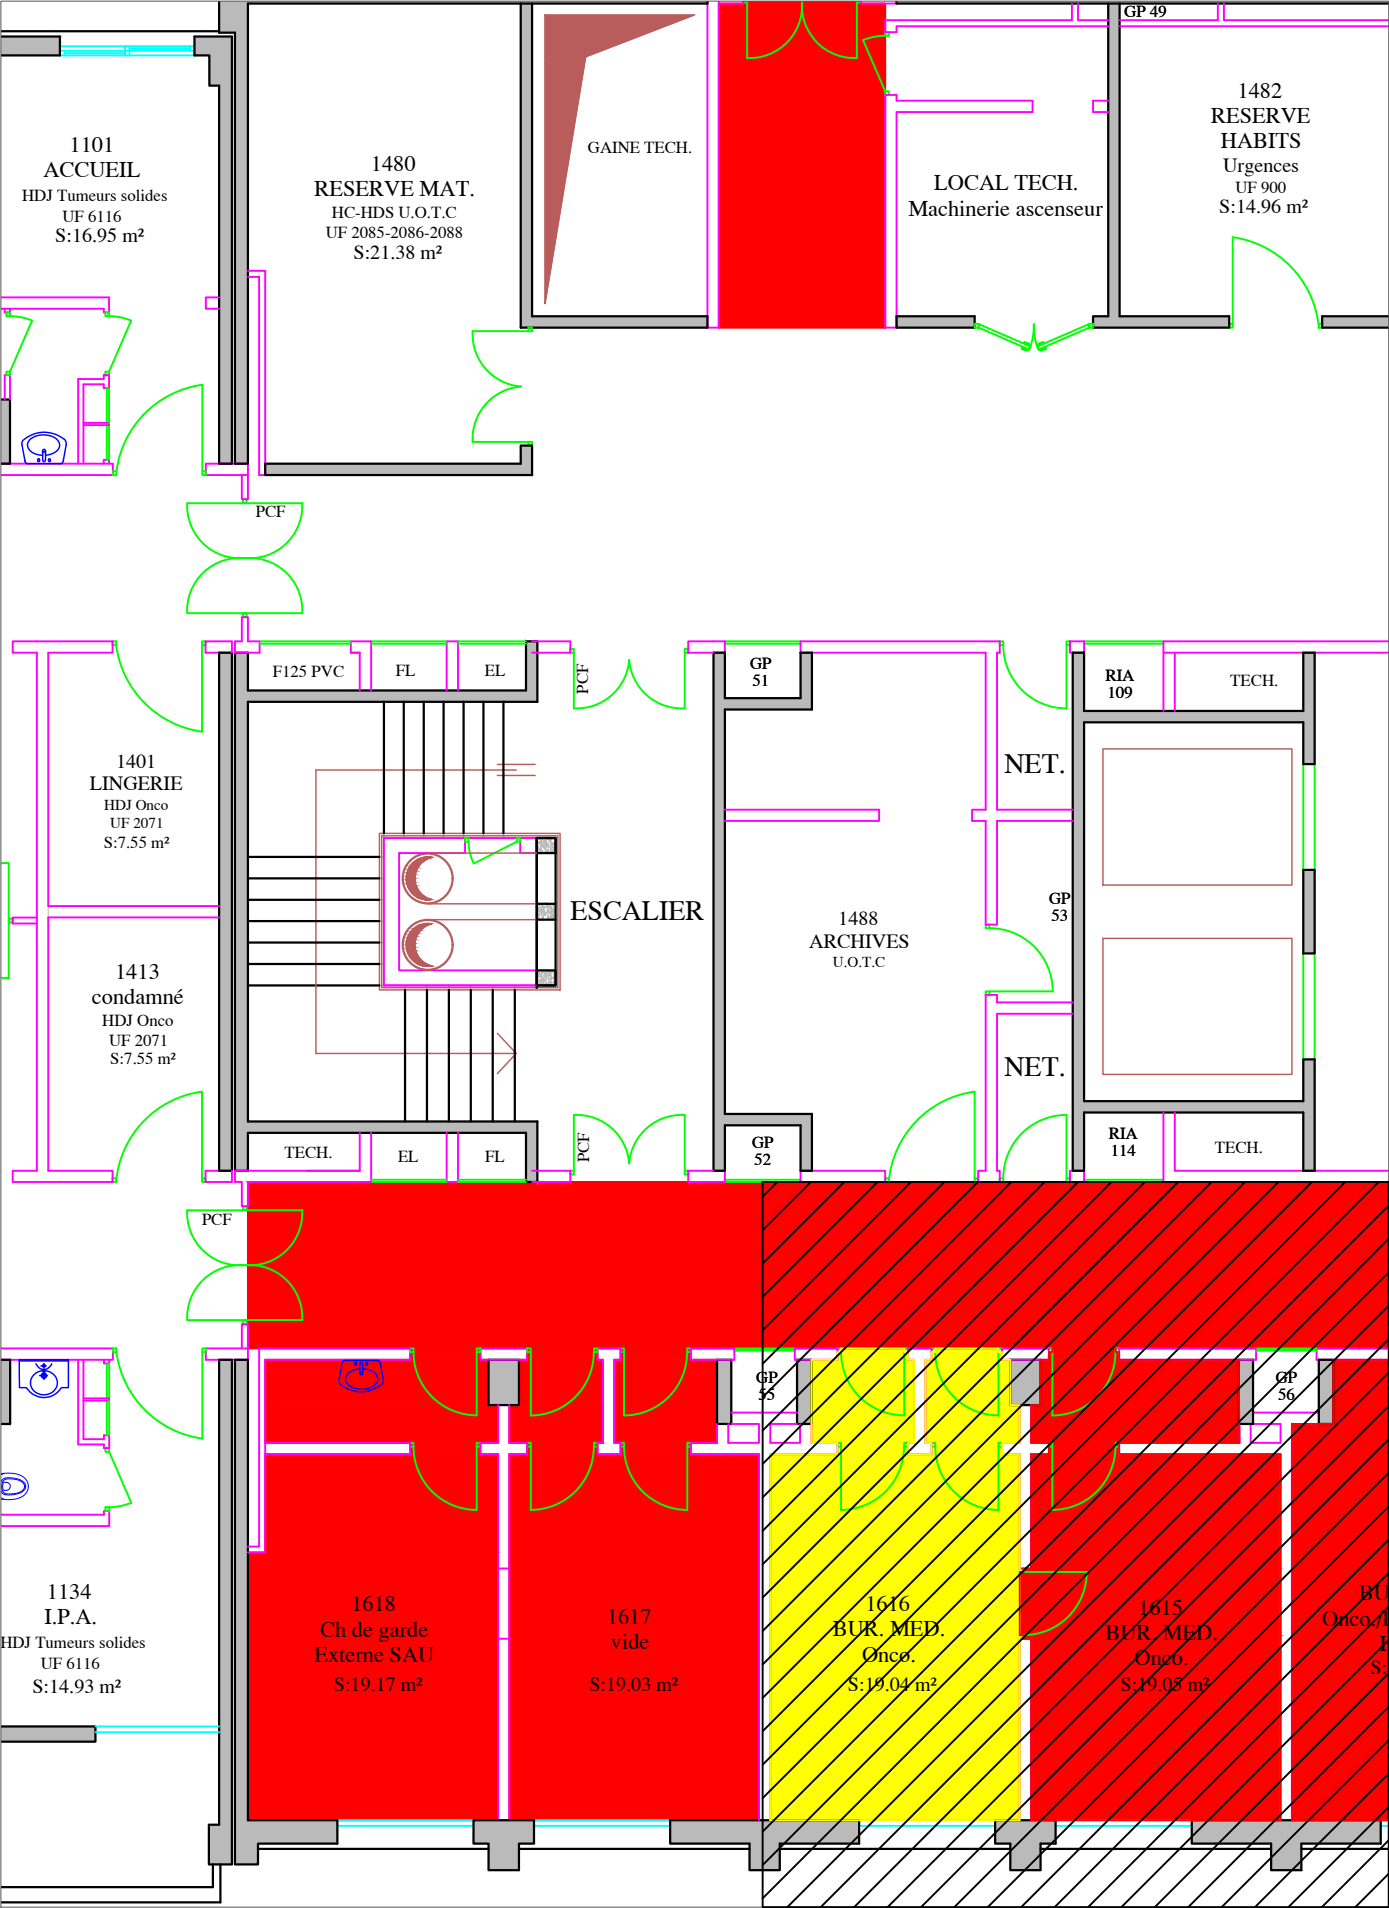 GP 49
1482
RESERVE
HABITS
Urgences
UF 900
S:14.96 m²
1101
ACCUEIL
HDJ Tumeurs solides
UF 6116
S:16.95 m²
1480
RESERVE MAT.
HC-HDS U.O.T.C
UF 2085-2086-2088
S:21.38 m²
GAINE TECH.
LOCAL TECH.
Machinerie ascenseur
PCF
F125 PVC
FL
EL
PCF
GP
51
RIA
109
TECH.
NET.
1401
LINGERIE
HDJ Onco
UF 2071
S:7.55 m²
ESCALIER
1488
ARCHIVES
U.O.T.C
GP
53
1413
condamné
HDJ Onco
UF 2071
S:7.55 m²
NET.
TECH.
EL
FL
PCF
GP
52
RIA
114
TECH.
PCF
GP
55
GP
56
1134
I.P.A.
HDJ Tumeurs solides
UF 6116
S:14.93 m²
1618
Ch de garde
Externe SAU
S:19.17 m²
1617
vide
S:19.03 m²
1616
BUR. MED.
Onco.
S:19.04 m²
1615
BUR. MED.
Onco.
S:19.05 m²
BU
Onco./
S: